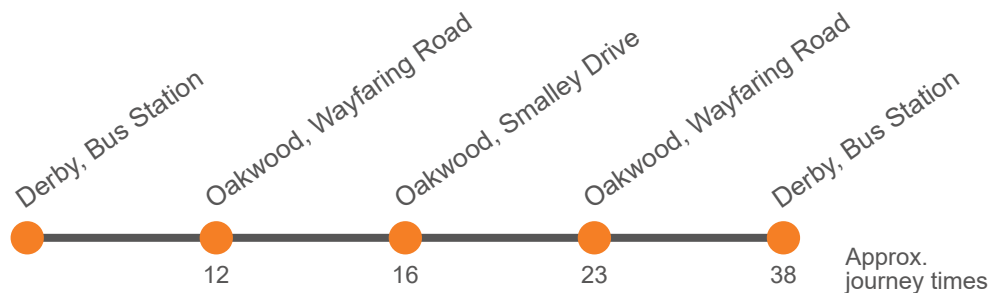 Derby, Bus Station
Oakwood, Wayfaring Road
Oakwood, Smalley Drive
Oakwood, Wayfaring Road
Derby, Bus Station
12
16
23
38
Approx.
journey times